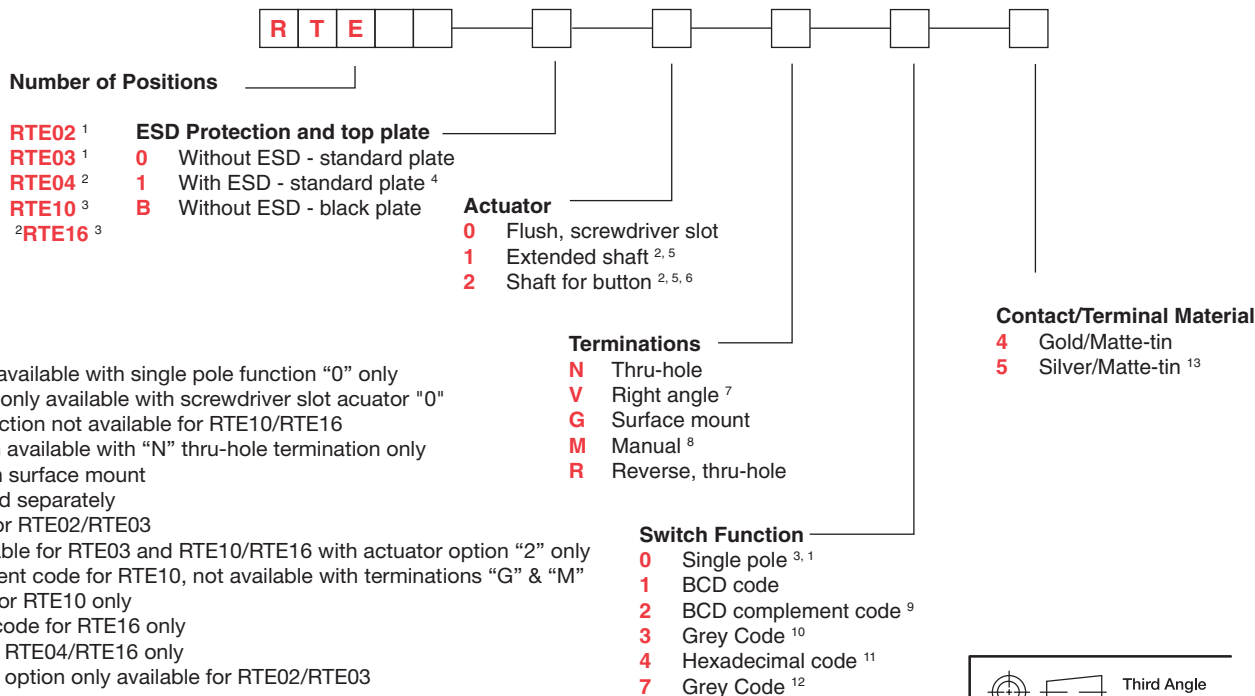 R T E
Number of Positions
RTE02 1
RTE03 1
RTE04 2
RTE10 3
2RTE16 3
ESD Protection and top plate
0 Without ESD - standard plate
1 With ESD - standard plate 4
B Without ESD - black plate
Actuator
0 Flush, screwdriver slot
1 Extended shaft 2, 5
2 Shaft for button 2, 5, 6
Terminations
N Thru-hole
V Right angle 7
G Surface mount
M Manual 8
R Reverse, thru-hole
Switch Function
0 Single pole 3, 1
1 BCD code
2 BCD complement code 9
3 Grey Code 10
4 Hexadecimal code 11
7 Grey Code 12
Contact/Terminal Material
4 Gold/Matte-tin
5 Silver/Matte-tin 13
available with single pole function “0” only
only available with screwdriver slot acuator "0"
ction not available for RTE10/RTE16
available with “N” thru-hole termination only
surface mount
d separately
or RTE02/RTE03
ble for RTE03 and RTE10/RTE16 with actuator option “2” only
ent code for RTE10, not available with terminations “G” & “M”
or RTE10 only
code for RTE16 only
RTE04/RTE16 only
option only available for RTE02/RTE03
Third Angle